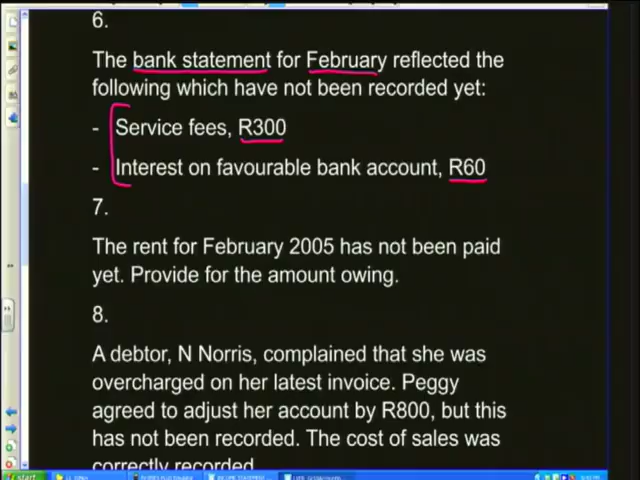 6.
The bank statement for February reflected the
following which have not been recorded yet:
- Service fees, R300
- Interest on favourable bank account, R60
7.
The rent for February 2005 has not been paid
yet. Provide for the amount owing.
8.
A debtor, N Norris, complained that she was
overcharged on her latest invoice. Peggy
agreed to adjust her account by R800, but this
has not been recorded. The cost of sales was
correctly recorded
start